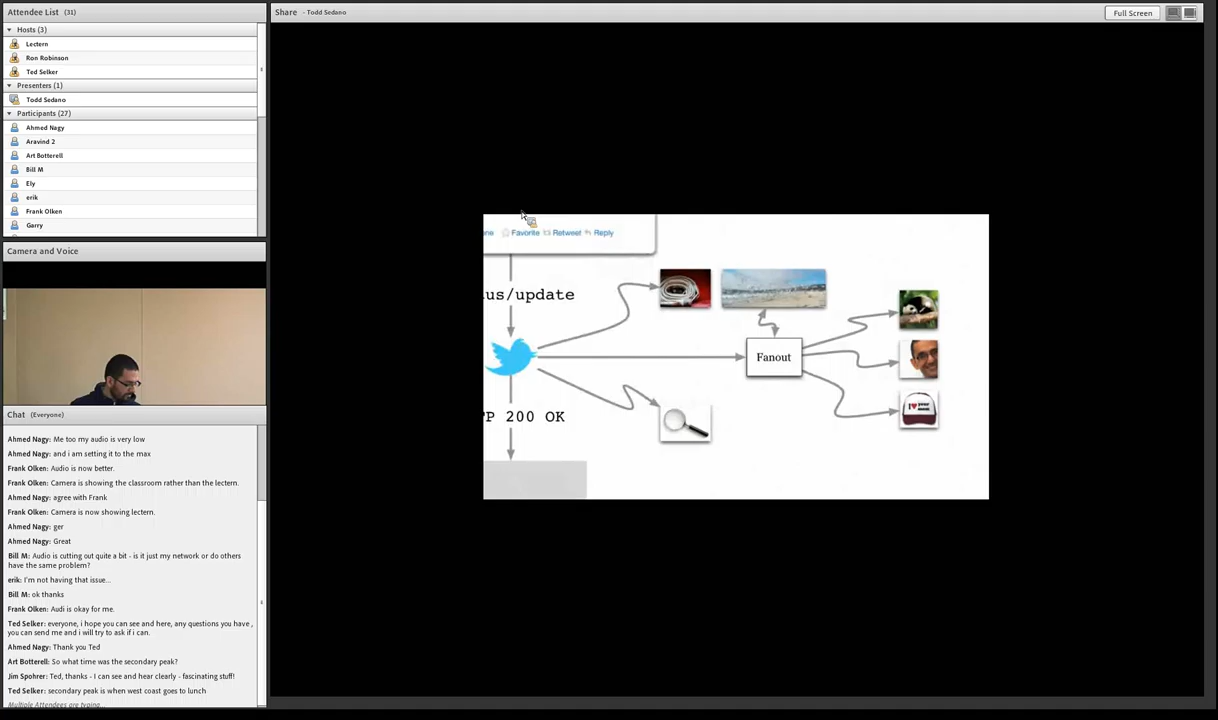 Attendee List (31)
Hosts (3)
Lectern
Ron Robinson
Ted Selker
Presenters (1)
Todd Sedano
Participants (27)
Ahmed Nagy
Aravind 2
Art Botterell
Bill M
Ely
erik
Frank Olken
Garry
Camera and Voice
Chat (Everyone)
Ahmed Nagy: Me too my audio is very low
Ahmed Nagy: and i am setting it to the max
Frank Olken: Audio is now better.
Frank Olken: Camera is showing the classroom rather than the lectern.
Ahmed Nagy: agree with Frank
Frank Olken: Camera is now showing lectern.
Ahmed Nagy: ger
Ahmed Nagy: Great
Bill M: Audio is cutting out quite a bit - is it just my network or do others
have the same problem?
erik: I'm not having that issue...
Bill M: ok thanks
Frank Olken: Audi is okay for me.
Ted Selker: everyone, i hope you can see and here, any questions you have ,
you can send me and i will try to ask if i can.
Ahmed Nagy: Thank you Ted
Art Botterell: So what time was the secondary peak?
Jim Spohrer: Ted, thanks - I can see and hear clearly - fascinating stuff!
Ted Selker: secondary peak is when west coast goes to lunch
Multiple Attendees are typing...
Share - Todd Sedano
Full Screen
Favorite Retweet Reply
us/update
Fanout
P 200 OK